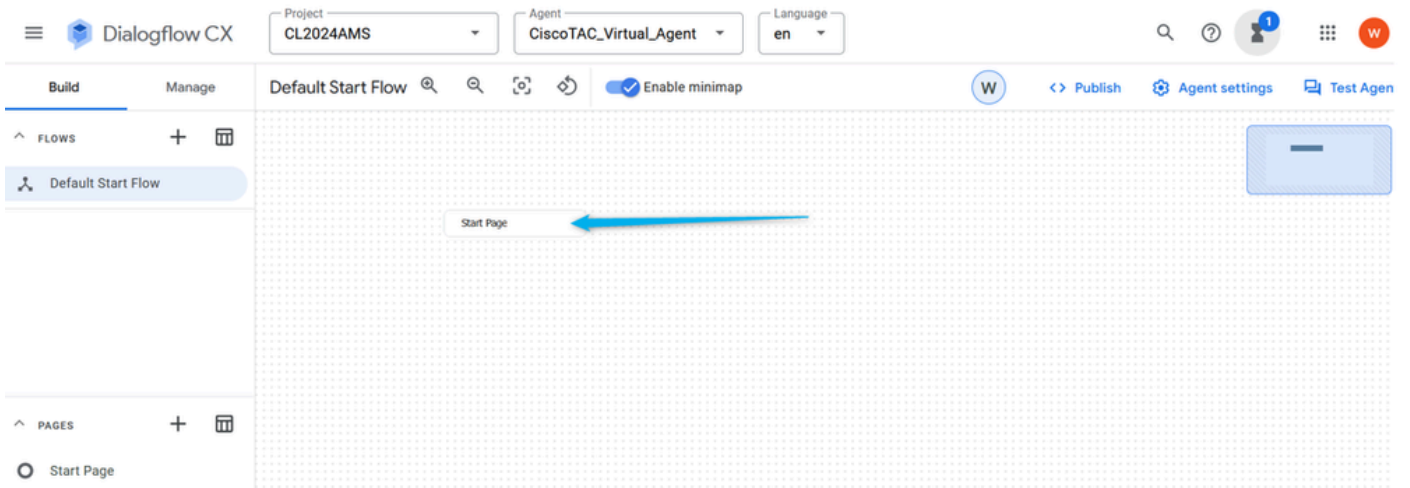 Dialogflow CX
Project
CL2024AMS
Agent
CiscoTAC_Virtual_Agent
Language
en
1
W
Build
Manage
Default Start Flow
Enable minimap
W
<> Publish
Agent settings
Test Agen
FLOWS
Default Start Flow
Start Page
PAGES
Start Page